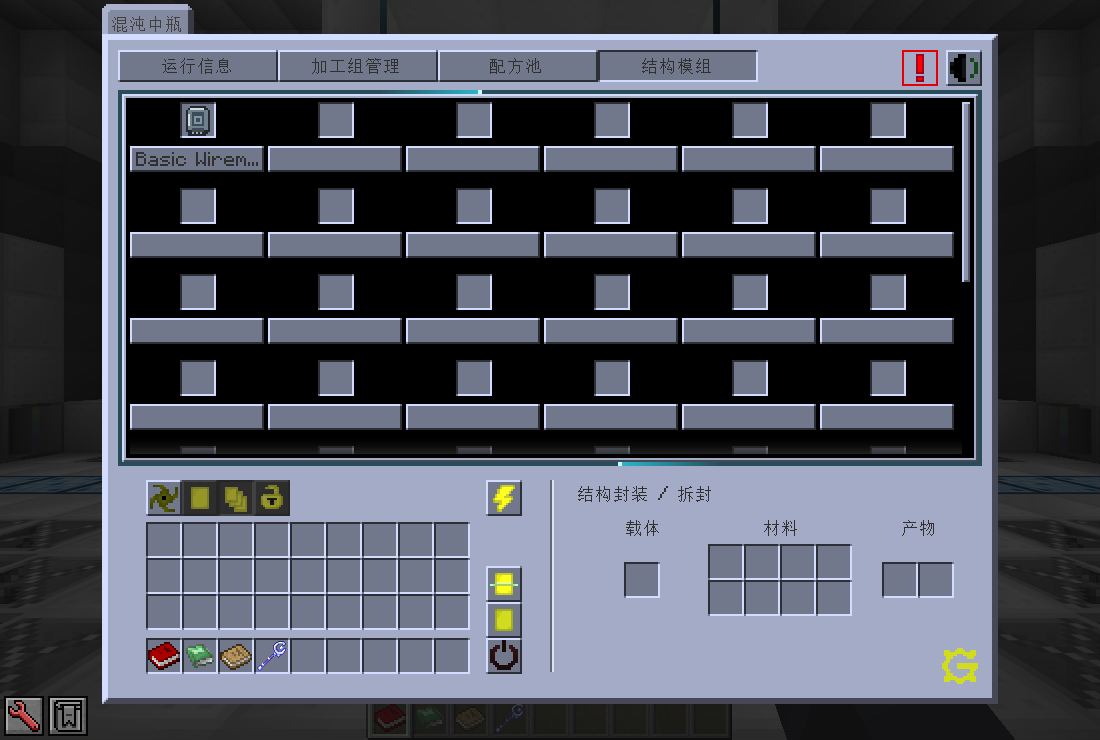 混沌中瓶
运行信息
加工组管理
配方池
结构模组
Basic Wirem...
结构封装 / 拆封
载体
材料
产物